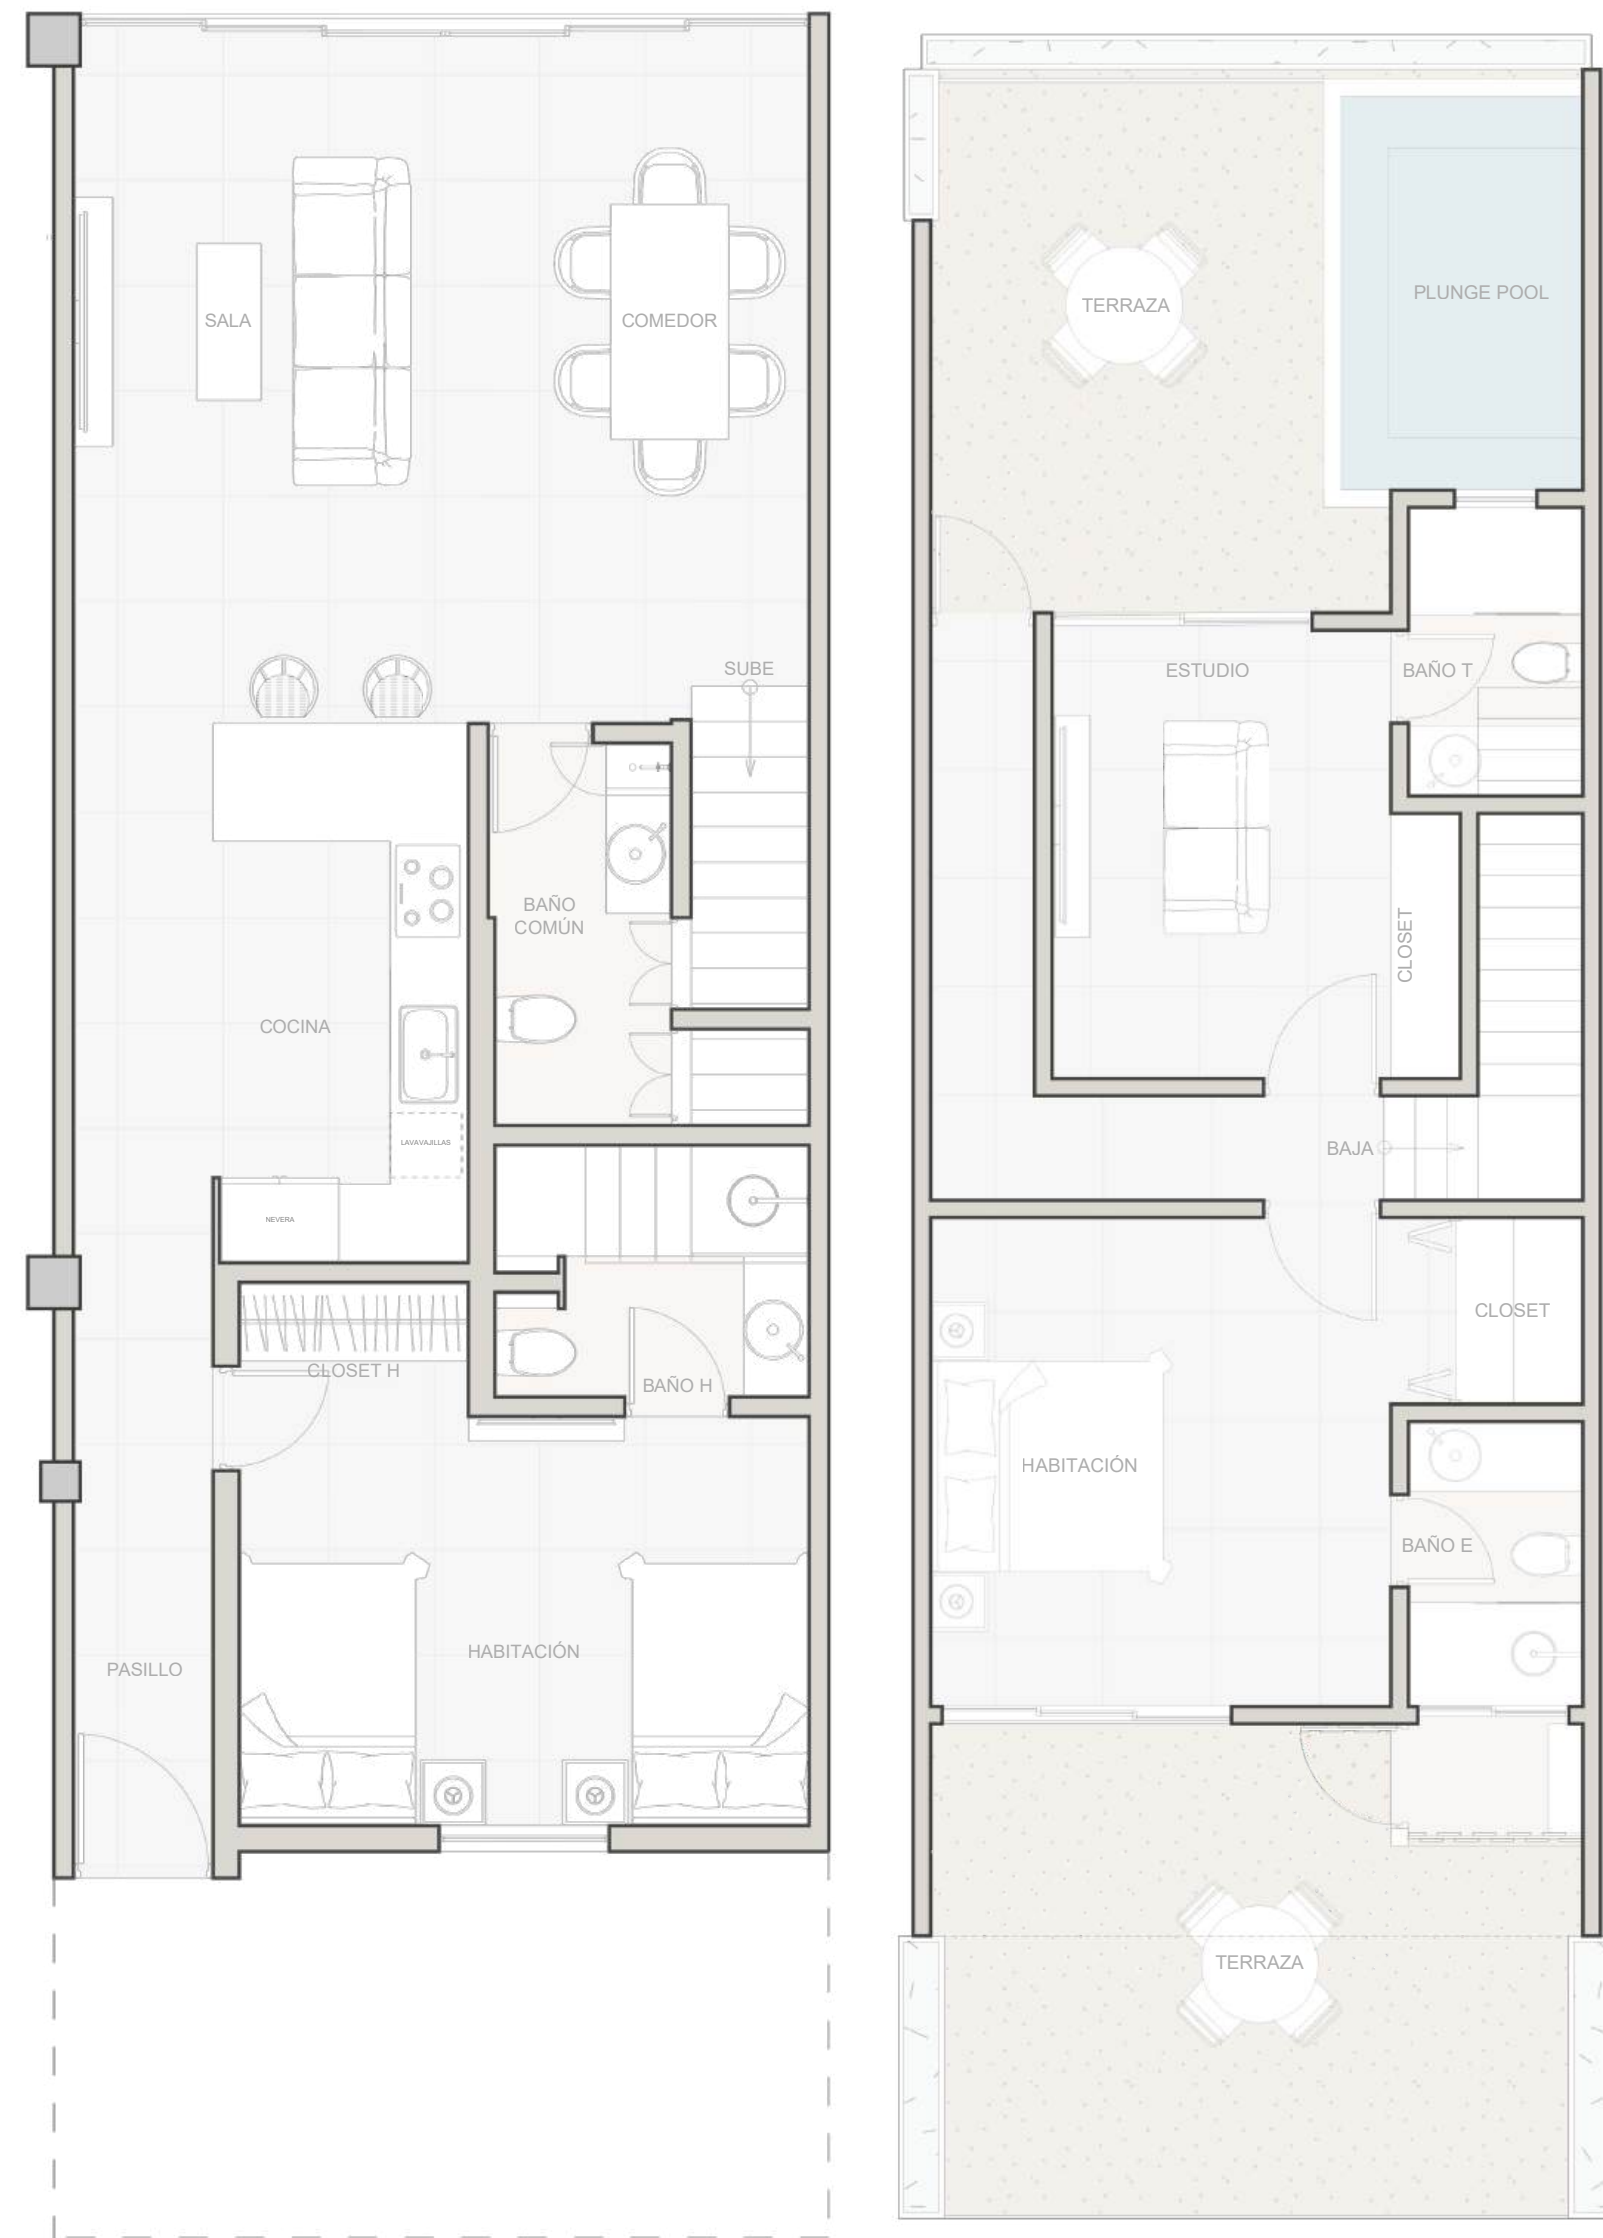 SALA
COMEDOR
SUBE
BAÑO
COMÚN
COCINA
LAVAVAJILLAS
NEVERA
CLOSET H
BAÑO H
HABITACIÓN
PASILLO
TERRAZA
PLUNGE POOL
ESTUDIO
BAÑO T
CLOSET
BAJA
CLOSET
HABITACIÓN
BAÑO E
TERRAZA